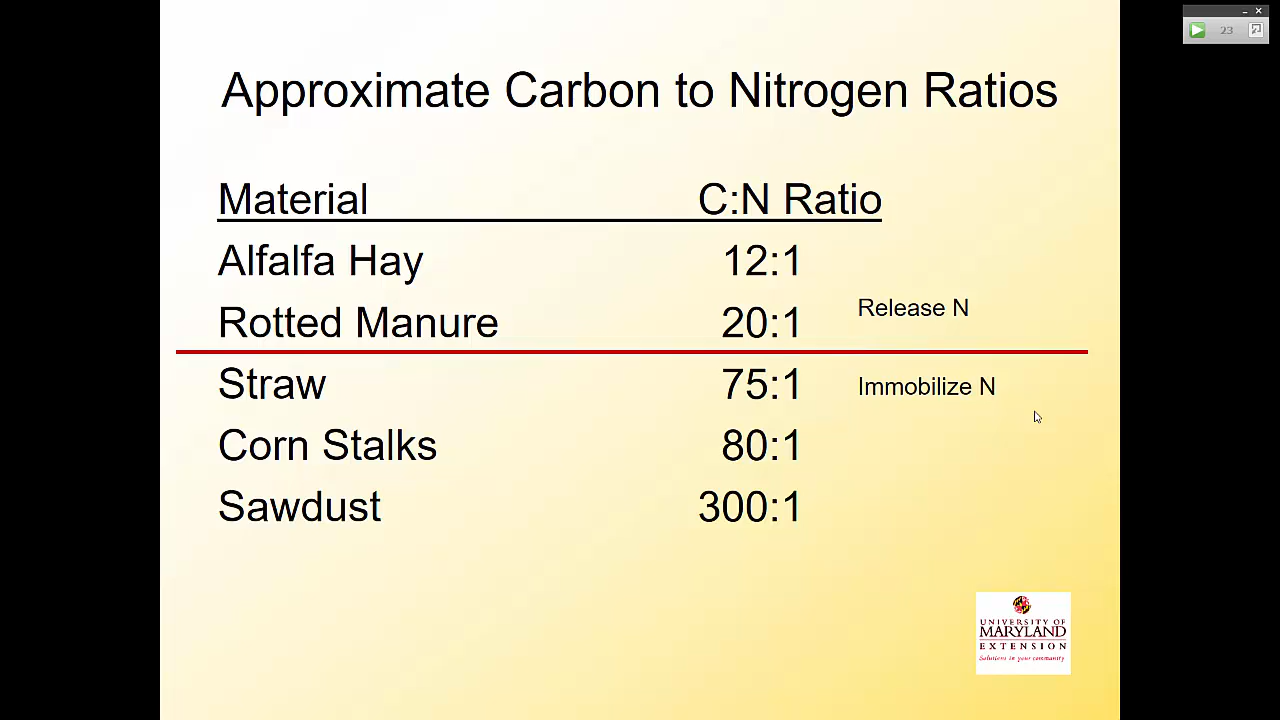 23
Approximate Carbon to Nitrogen Ratios
Material C:N Ratio
Alfalfa Hay 12:1
Release N
Rotted Manure 20:1
Straw 75:1 Immobilize N
Corn Stalks 80:1
Sawdust 300:1
UNIVERSITY OF
MARYLAND
EXTENSION
Solutions in your community